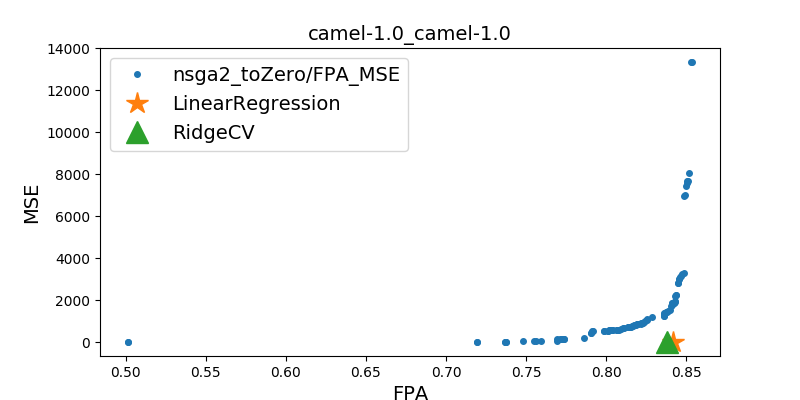 camel-1.0_camel-1.0
nsga2_toZero/FPA_MSE
LinearRegression
RidgeCV
MSE
14000
12000
10000
8000
6000
4000
2000
0
0.50 0.55 0.60 0.65 0.70 0.75 0.80 0.85
FPA